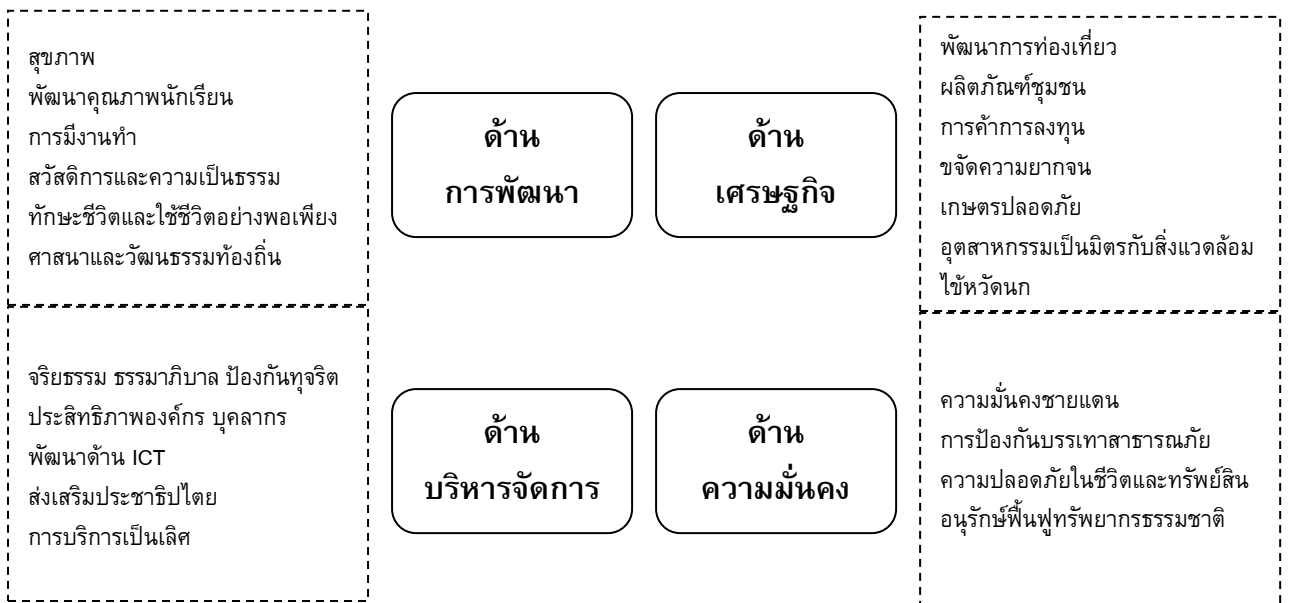 สุขภาพ
พัฒนาคุณภาพนักเรียน
การมีงานทำ
สวัสดิการและความเป็นธรรม
ทักษะชีวิตและใช้ชีวิตอย่างพอเพียง
ศาสนาและวัฒนธรรมท้องถิ่น
ด้าน
การพัฒนา
ด้าน
เศรษฐกิจ
พัฒนาการท่องเที่ยว
ผลิตภัณฑ์ชุมชน
การค้าการลงทุน
ขจัดความยากจน
เกษตรปลอดภัย
อุตสาหกรรมเป็นมิตรกับสิ่งแวดล้อม
ไข้หวัดนก
จริยธรรม ธรรมาภิบาล ป้องกันทุจริต
ประสิทธิภาพองค์กร บุคลากร
พัฒนาด้าน ICT
ส่งเสริมประชาธิปไตย
การบริการเป็นเลิศ
ด้าน
บริหารจัดการ
ด้าน
ความมั่นคง
ความมั่นคงชายแดน
การป้องกันบรรเทาสาธารณภัย
ความปลอดภัยในชีวิตและทรัพย์สิน
อนุรักษ์ฟื้นฟูทรัพยากรธรรมชาติ